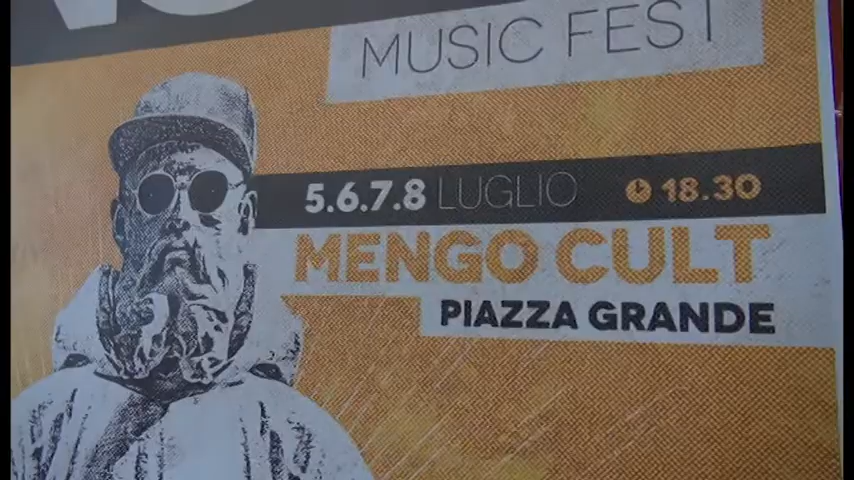 MUSIC FEST
5.6.7.8 LUGLIO 18.30
MENGO CULT
PIAZZA GRANDE